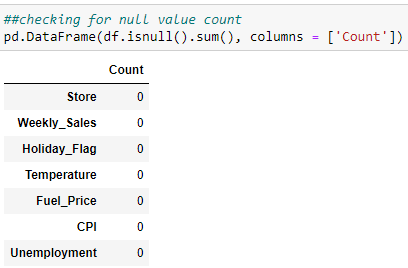 ##checking for null value count
pd.DataFrame(df.isnull().sum(), columns = ['Count'])
Count
Store 0
Weekly_Sales 0
Holiday_Flag 0
Temperature 0
Fuel_Price 0
CPI 0
Unemployment 0